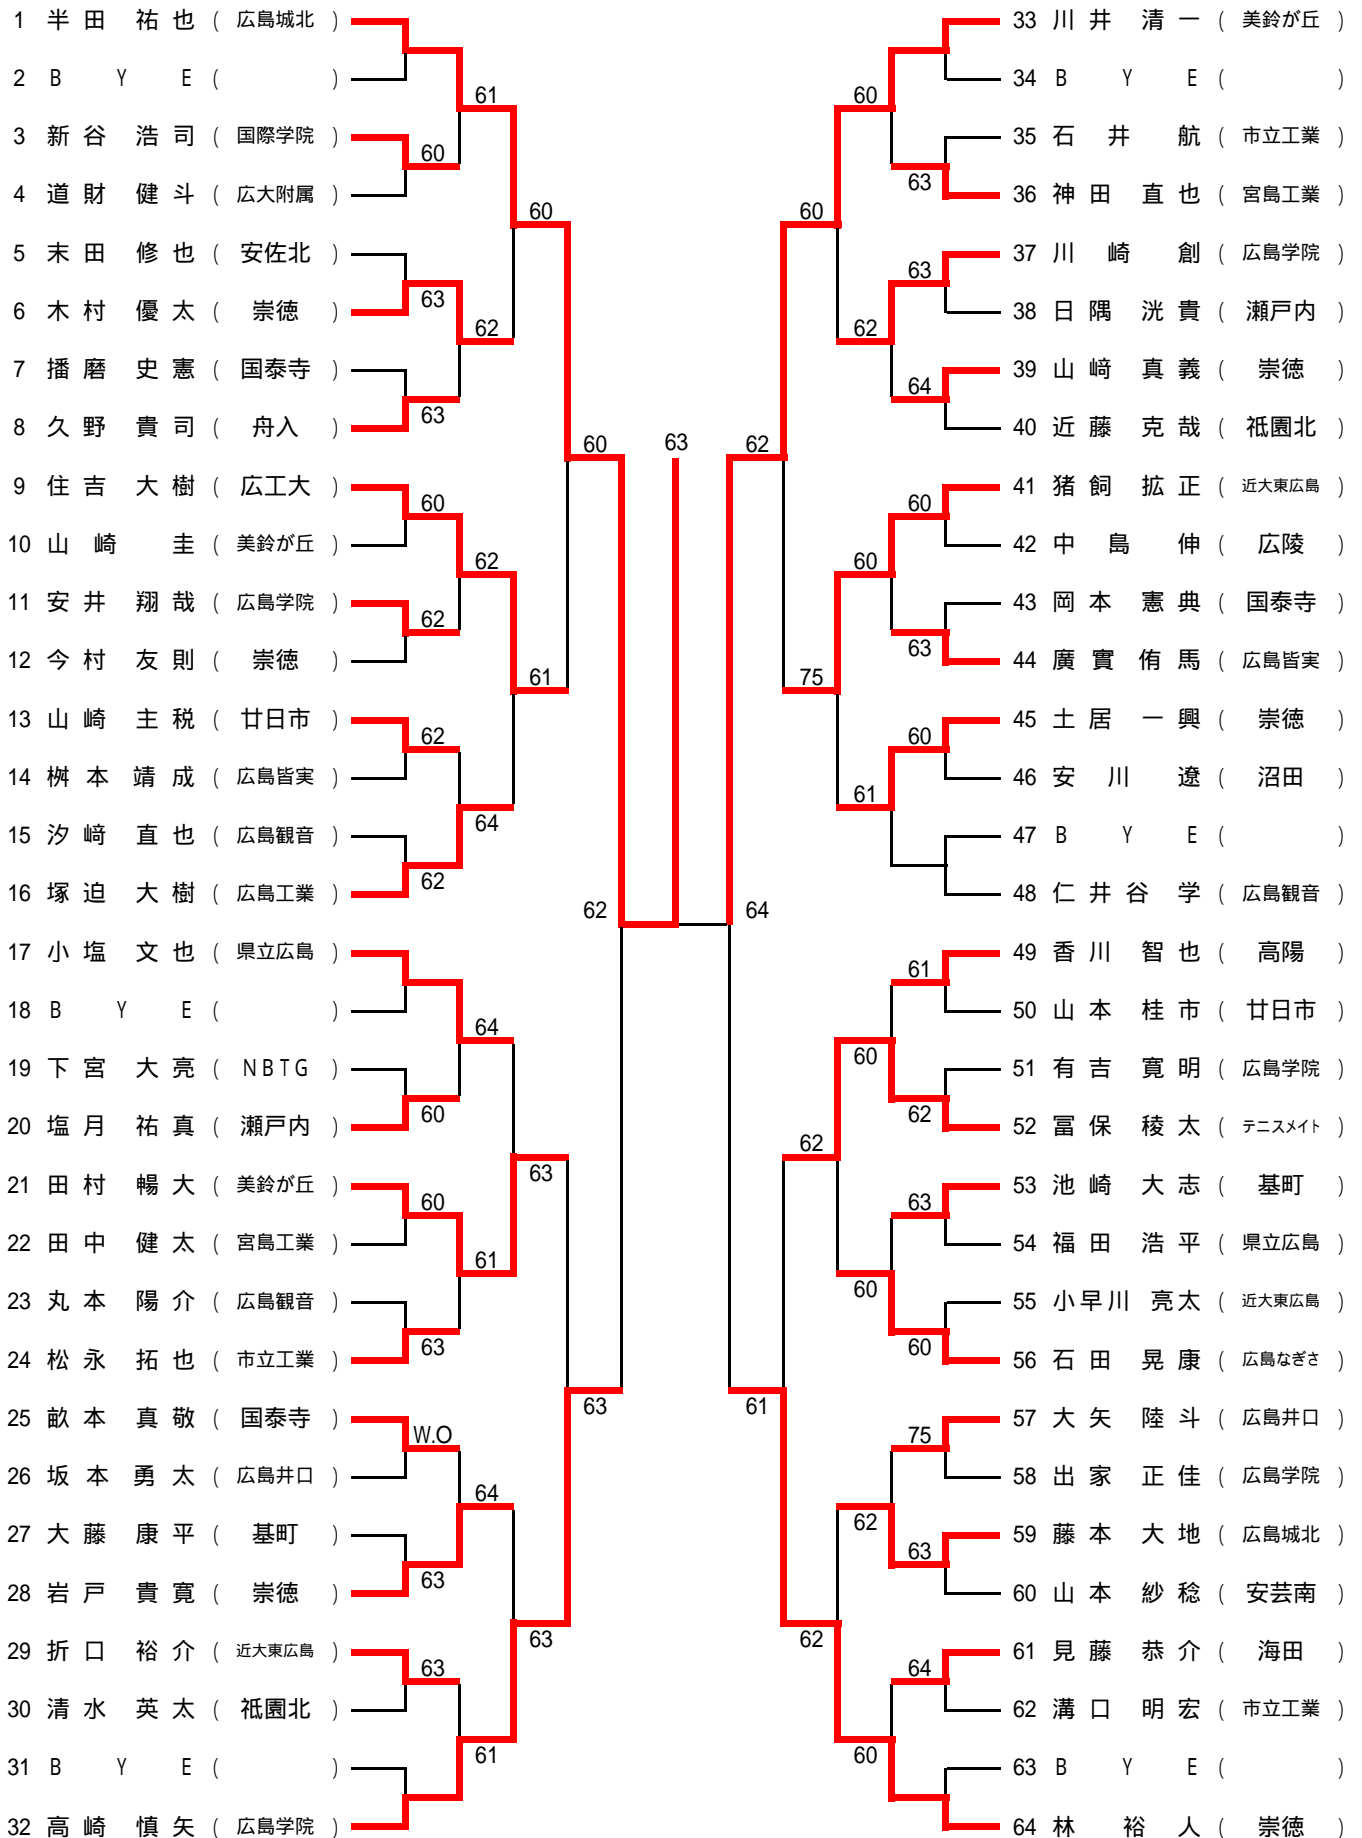 1 半田 祐也 ( 広島城北 )
2 B Y E ( )
3 新谷 浩司 ( 国際学院 )
4 道財 健斗 ( 広大附属 )
5 末田 修也 ( 安佐北 )
6 木村 優太 ( 崇徳 )
7 播磨 史憲 ( 国泰寺 )
8 久野 貴司 ( 舟入 )
9 住吉 大樹 ( 広工大 )
10 山崎 圭 ( 美鈴が丘 )
11 安井 翔哉 ( 広島学院 )
12 今村 友則 ( 崇徳 )
13 山崎 主税 ( 廿日市 )
14 桝本 靖成 ( 広島皆実 )
15 汐﨑 直也 ( 広島観音 )
16 塚迫 大樹 ( 広島工業 )
17 小塩 文也 ( 県立広島 )
18 B Y E ( )
19 下宮 大亮 ( NBTG )
20 塩月 祐真 ( 瀬戸内 )
21 田村 暢大 ( 美鈴が丘 )
22 田中 健太 ( 宮島工業 )
23 丸本 陽介 ( 広島観音 )
24 松永 拓也 ( 市立工業 )
25 畝本 真敬 ( 国泰寺 )
26 坂本 勇太 ( 広島井口 )
27 大藤 康平 ( 基町 )
28 岩戸 貴寛 ( 崇徳 )
29 折口 裕介 ( 近大東広島 )
30 清水 英太 ( 祗園北 )
31 B Y E ( )
32 高崎 慎矢 ( 広島学院 )
60
63
63
60
62
62
62
60
60
63
W.O
63
63
61
62
62
64
64
61
64
61
60
61
63
63
60
63
62
63
64
62
61
60
75
62
62
60
62
60
61
60
60
62
60
63
63
64
60
63
60
61
62
63
60
75
63
64
33 川井 清一 ( 美鈴が丘 )
34 B Y E ( )
35 石井 航 ( 市立工業 )
36 神田 直也 ( 宮島工業 )
37 川崎 創 ( 広島学院 )
38 日隅 洸貴 ( 瀬戸内 )
39 山﨑 真義 ( 崇徳 )
40 近藤 克哉 ( 祗園北 )
41 猪飼 拡正 ( 近大東広島 )
42 中島 伸 ( 広陵 )
43 岡本 憲典 ( 国泰寺 )
44 廣實 侑馬 ( 広島皆実 )
45 土居 一興 ( 崇徳 )
46 安川 遼 ( 沼田 )
47 B Y E ( )
48 仁井谷 学 ( 広島観音 )
49 香川 智也 ( 高陽 )
50 山本 桂市 ( 廿日市 )
51 有吉 寛明 ( 広島学院 )
52 冨保 稜太 ( テニスメイト )
53 池崎 大志 ( 基町 )
54 福田 浩平 ( 県立広島 )
55 小早川 亮太 ( 近大東広島 )
56 石田 晃康 ( 広島なぎさ )
57 大矢 陸斗 ( 広島井口 )
58 出家 正佳 ( 広島学院 )
59 藤本 大地 ( 広島城北 )
60 山本 紗稔 ( 安芸南 )
61 見藤 恭介 ( 海田 )
62 溝口 明宏 ( 市立工業 )
63 B Y E ( )
64 林 裕人 ( 崇徳 )